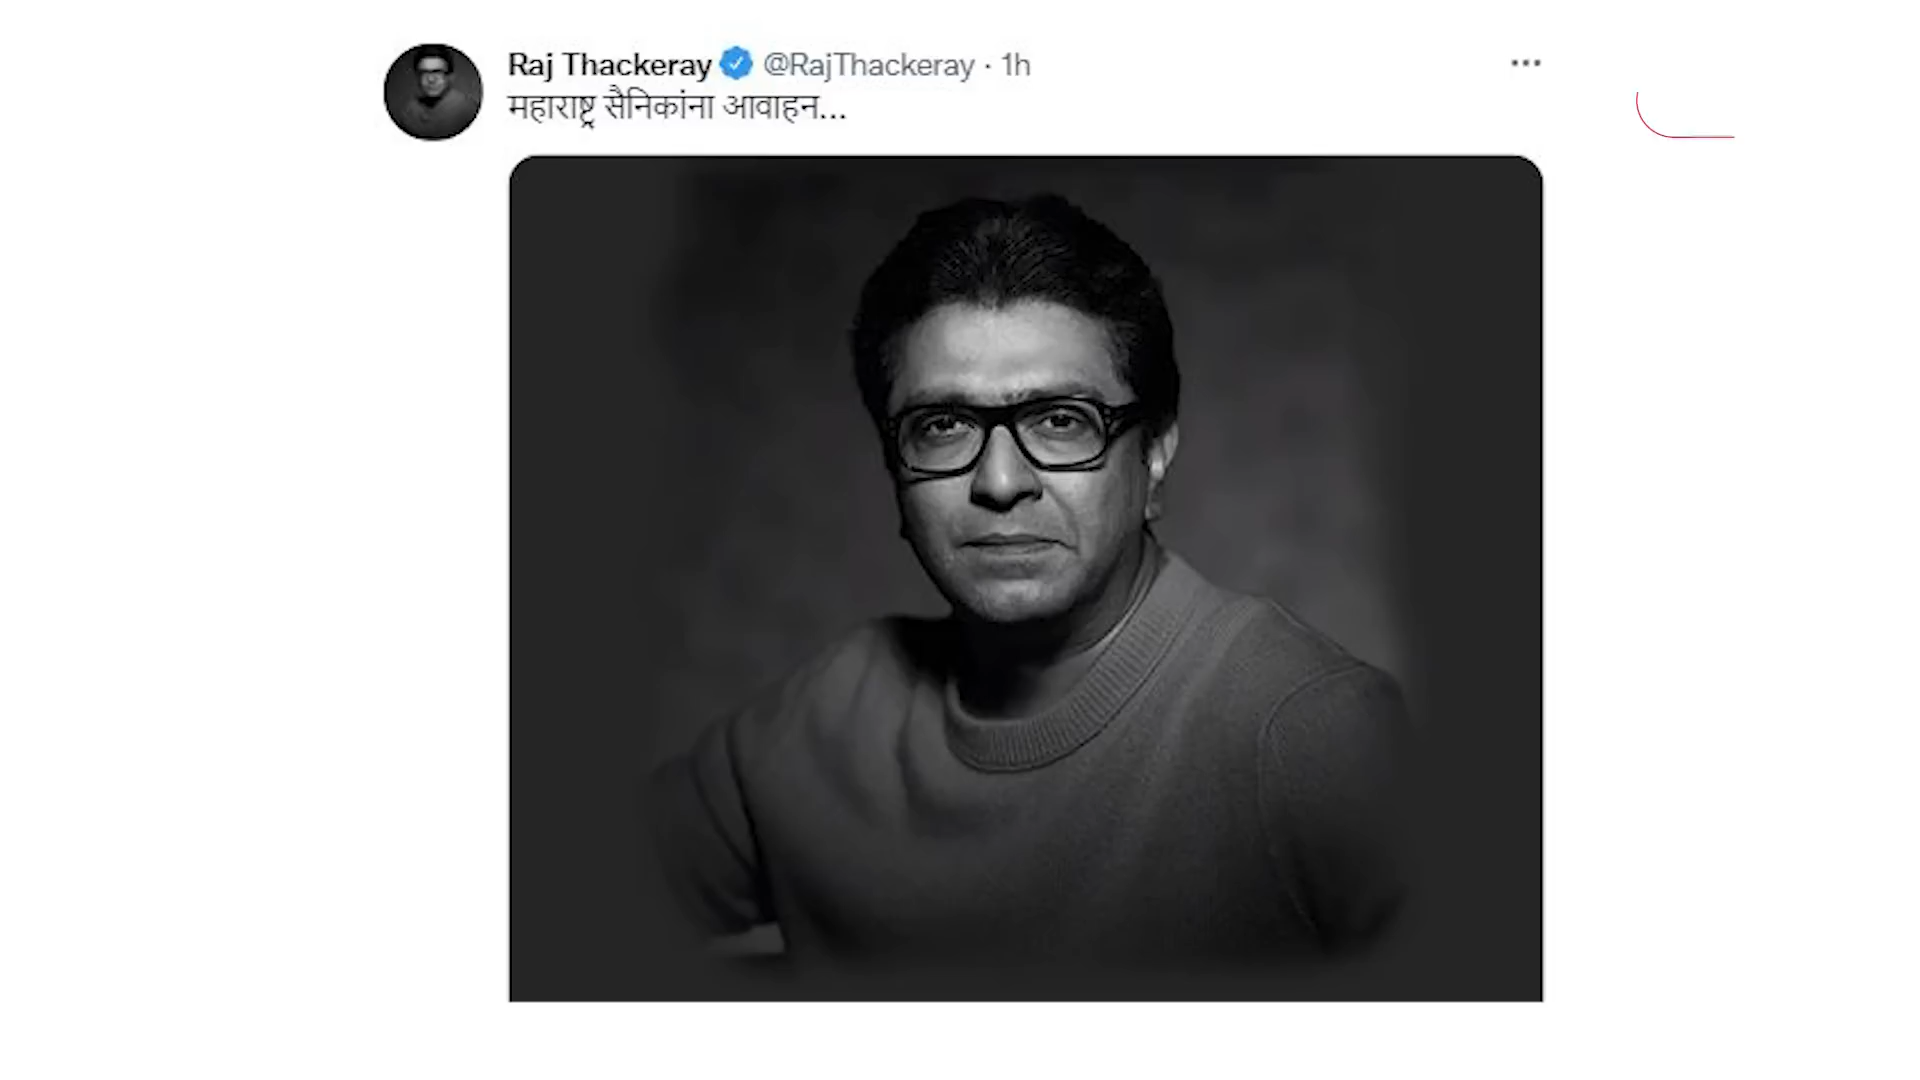 Raj Thackeray @RajThackeray · 1h
महाराष्ट्र सैनिकांना आवाहन...